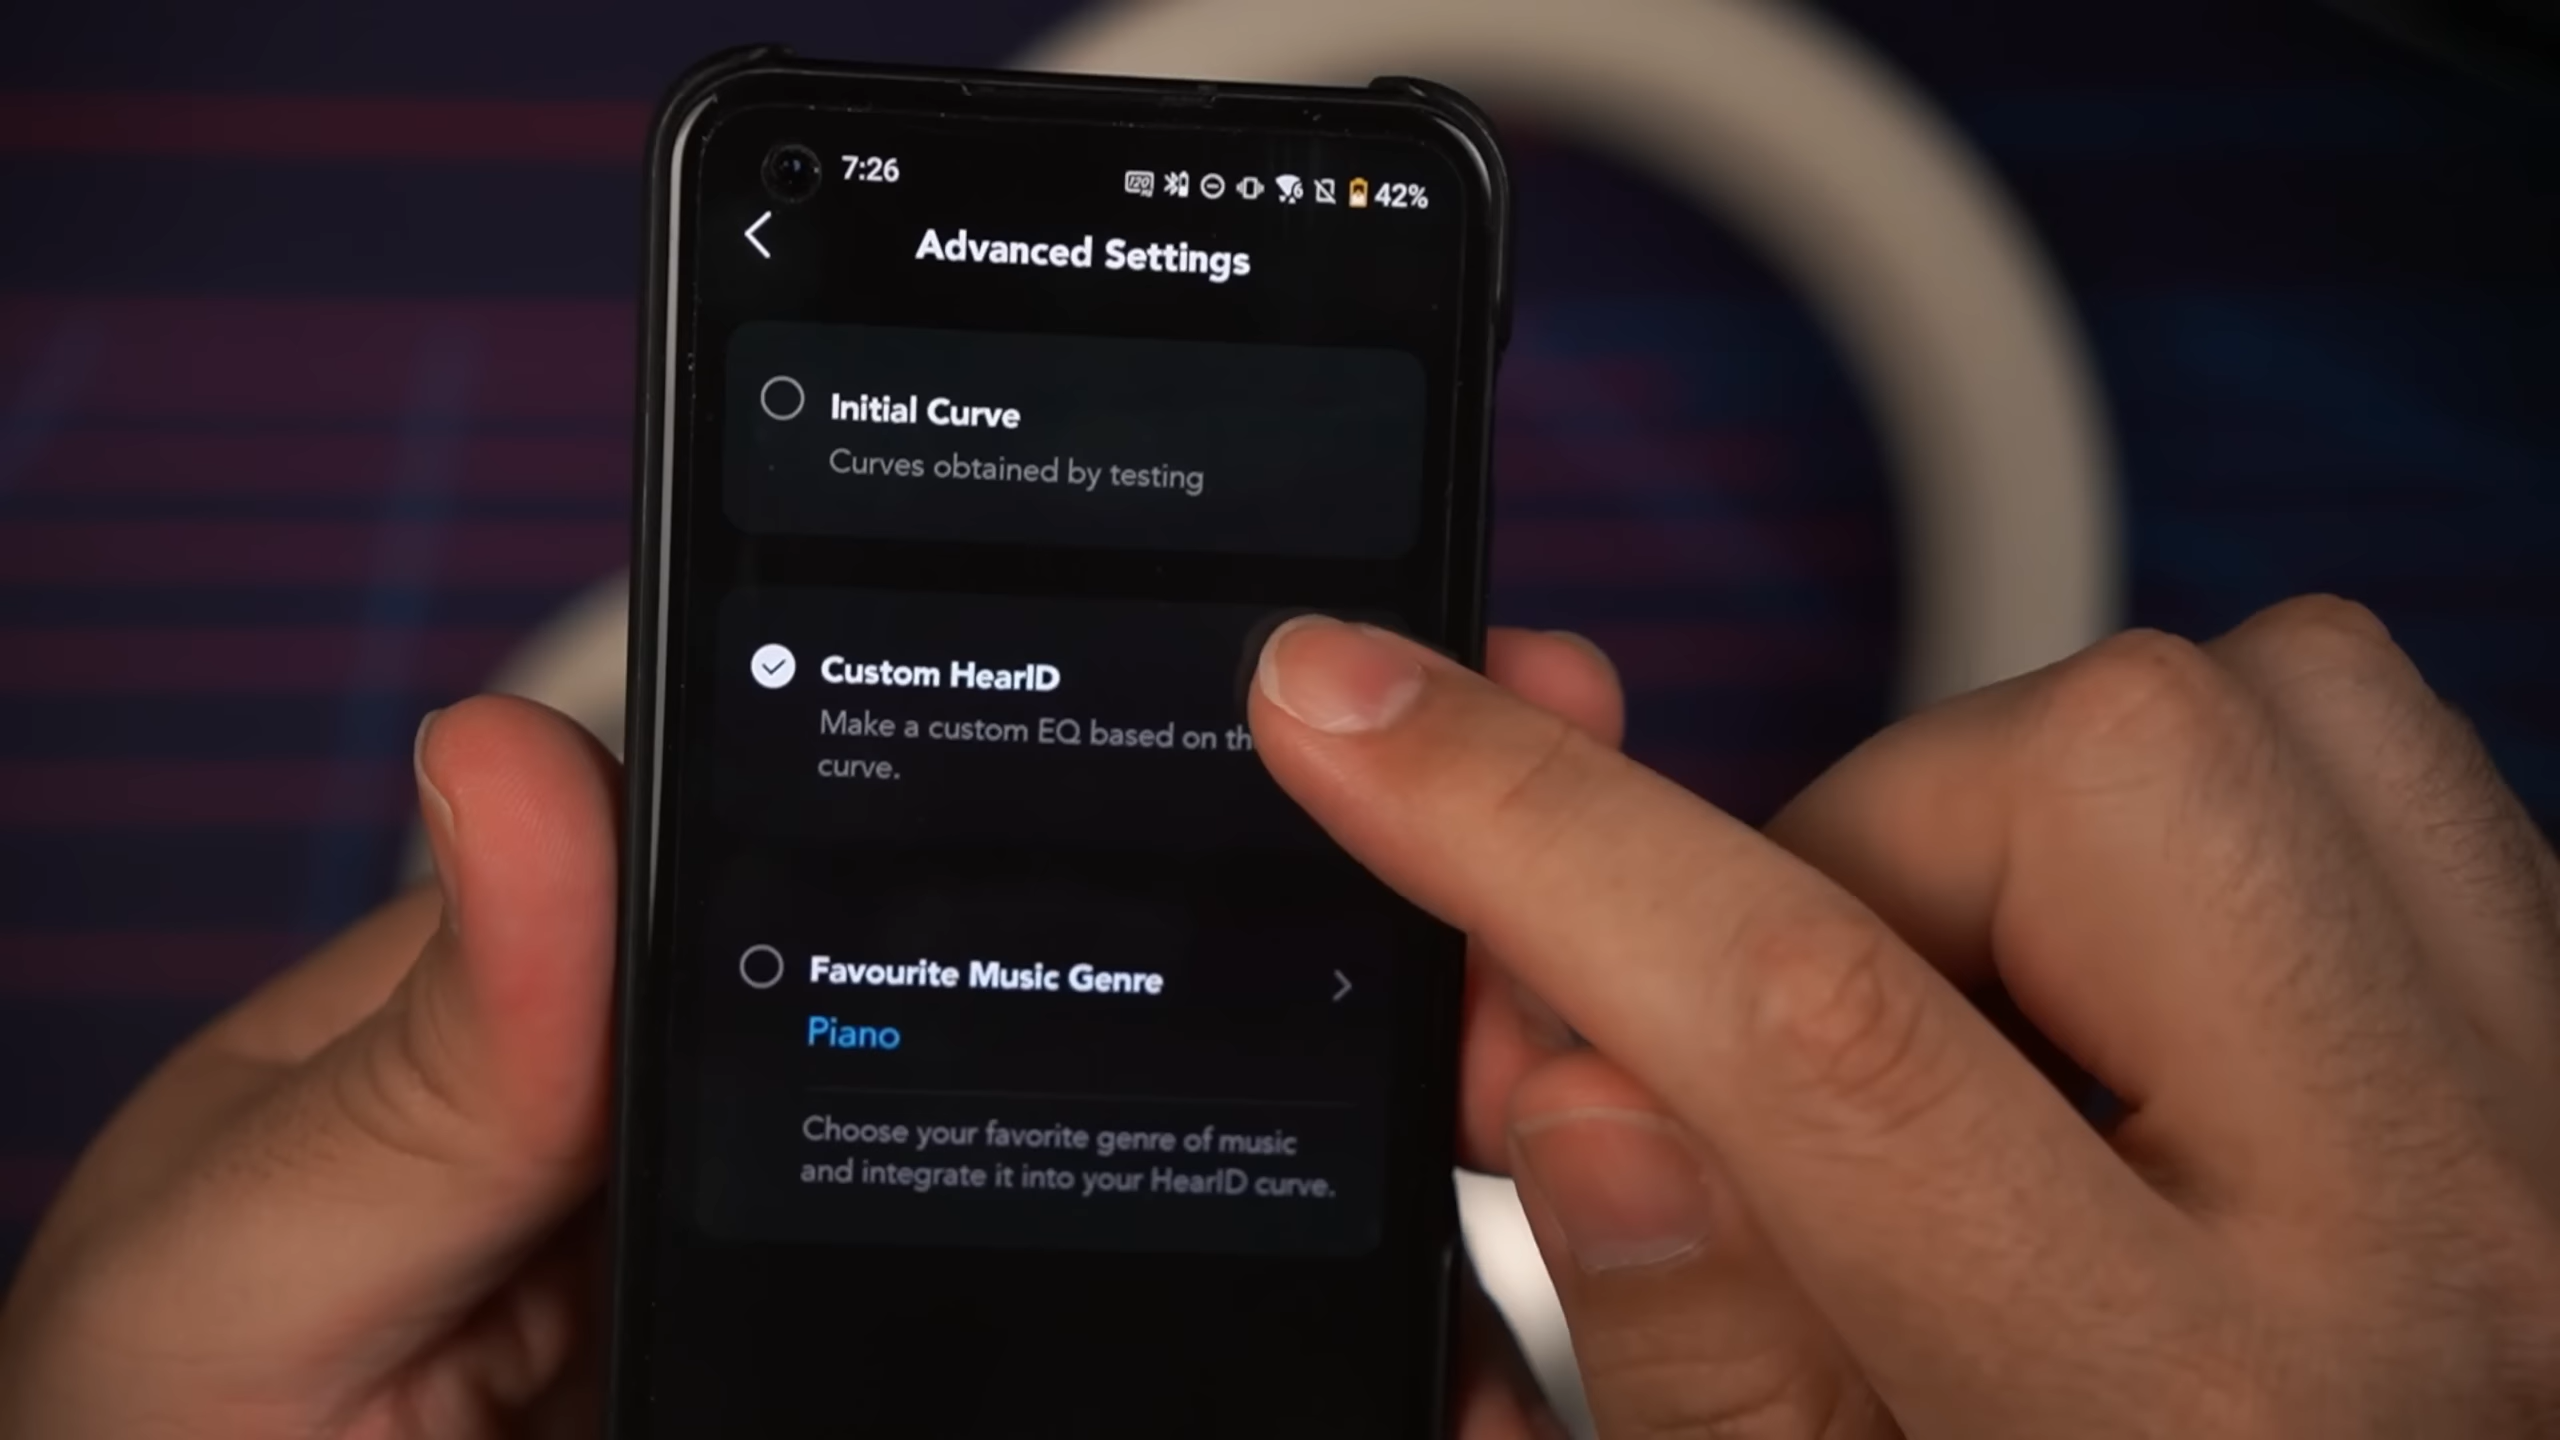 7:26
120 42%
Advanced Settings
Initial Curve
Curves obtained by testing
Custom HearID
Make a custom EQ based on
curve.
Favourite Music Genre
Piano
Choose your favorite genre of music
and integrate it into your HearID curve.